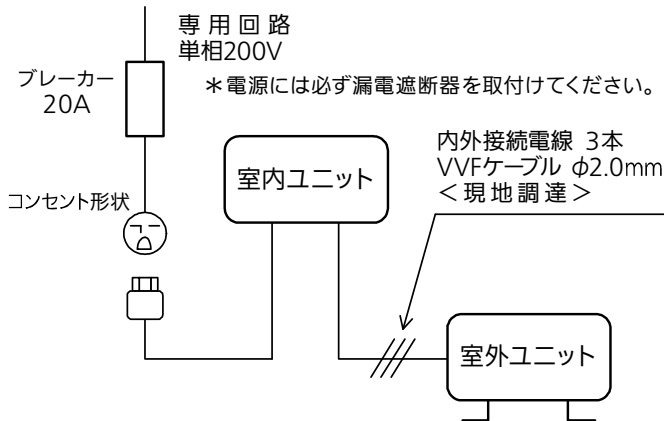 専用回路
単相200V
ブレーカー
20A
＊電源には必ず漏電遮断器を取付けてください。
内外接続電線 3本
VVFケーブル φ2.0mm
＜現地調達＞
室内ユニット
コンセント形状
室外ユニット